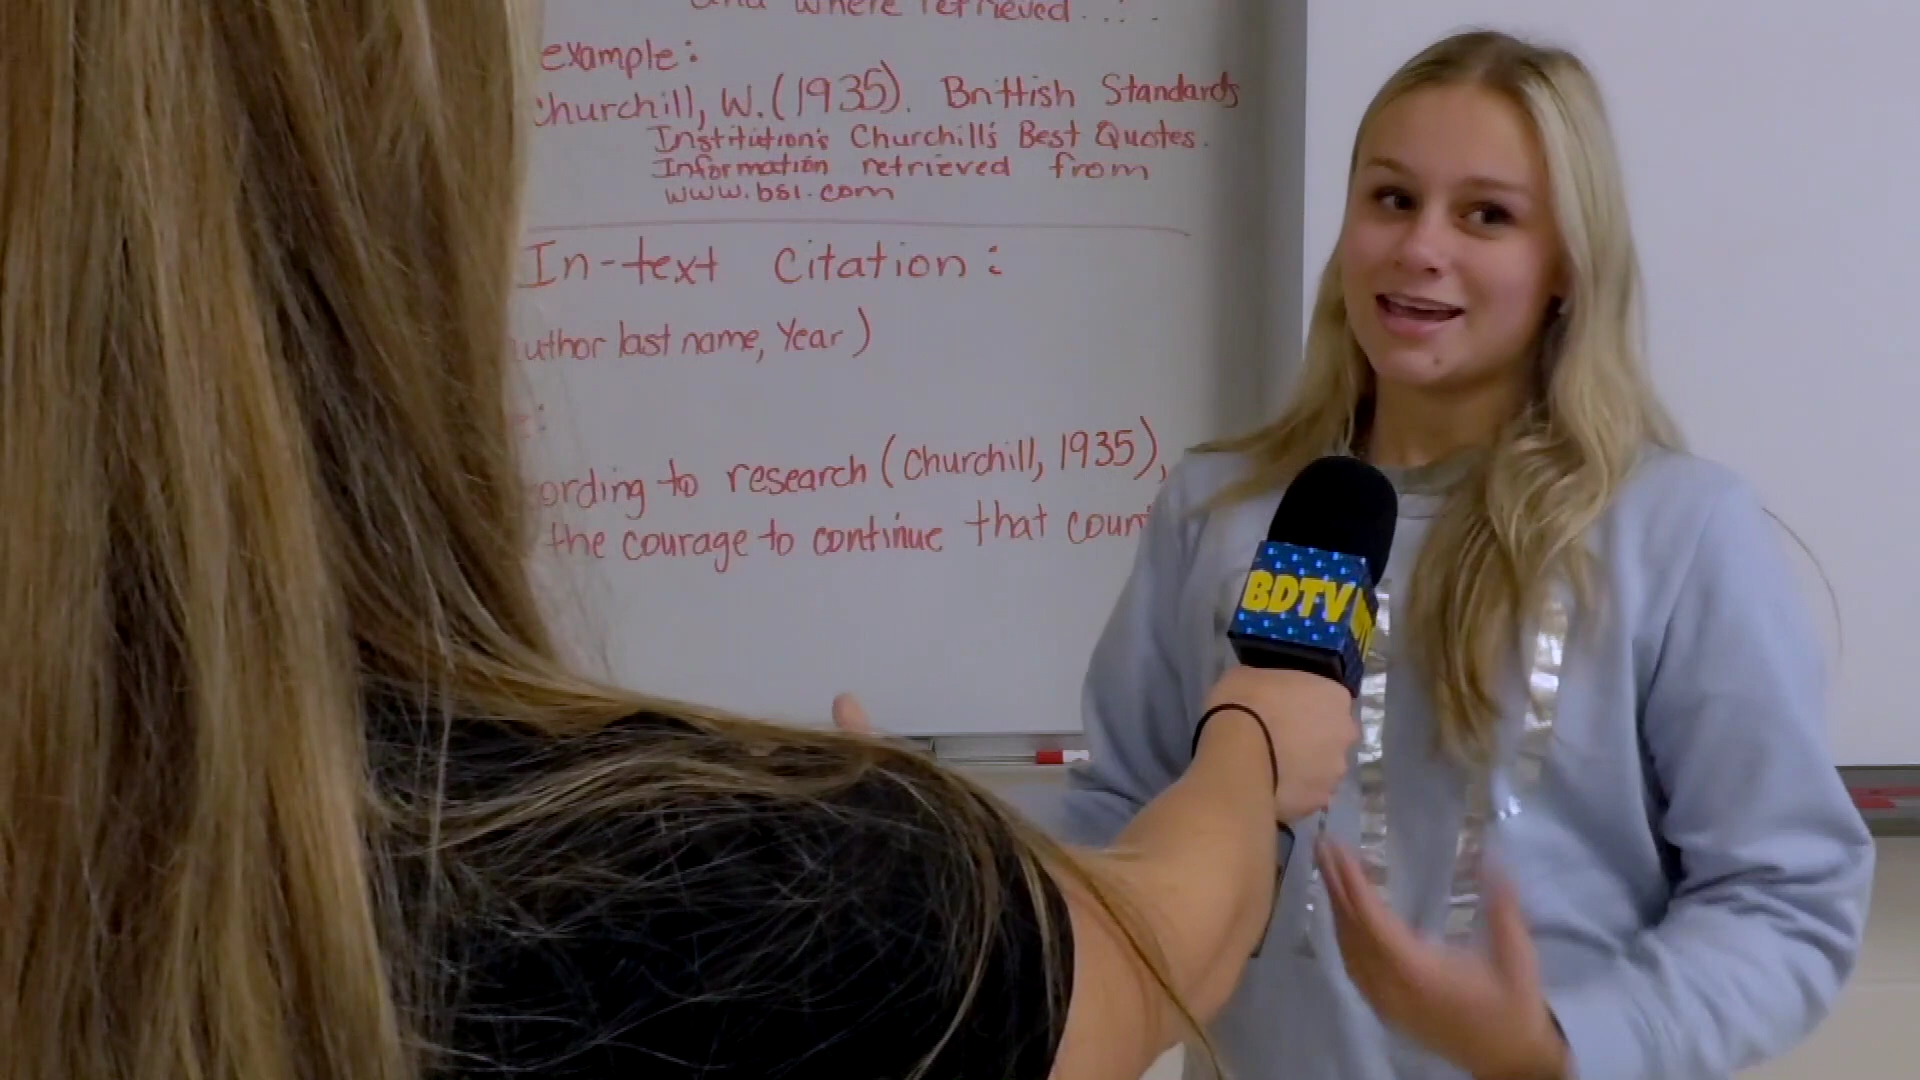 and where retrieved...
example:
Churchill, W. (1935). Brittish Standards
Institution's Churchill's Best Quotes.
Information retrieved from
www.bsi.com
In-text citation:
author last name, Year)
ording to research (Churchill, 1935),
the courage to continue that coun
BDTV